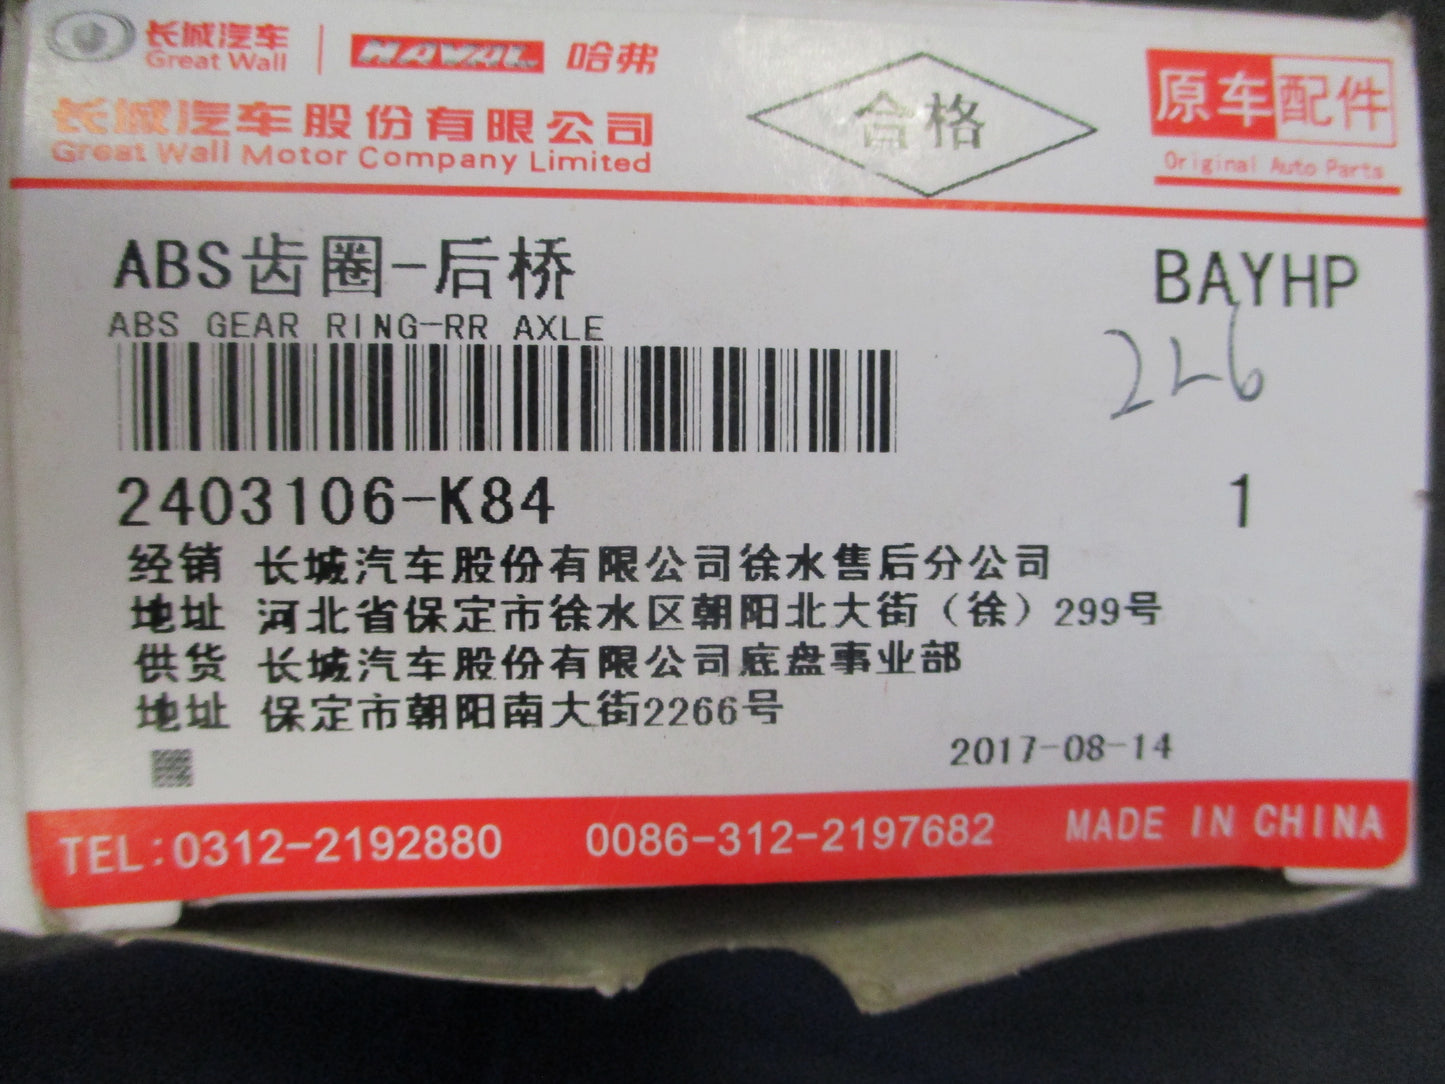 长城汽车 HAVAL 哈弗
Great Wall
长城汽车股份有限公司
Great Wall Motor Company Limited
合格
原车配件
Original Auto Parts
ABS齿圈-后桥
BAYHP
ABS GEAR RING-RR AXLE
226
2403106-K84
1
经销 长城汽车股份有限公司徐水售后分公司
地址 河北省保定市徐水区朝阳北大街（徐）299号
供货 长城汽车股份有限公司底盘事业部
地址 保定市朝阳南大街2266号
2017-08-14
TEL:0312-2192880 0086-312-2197682 MADE IN CHINA